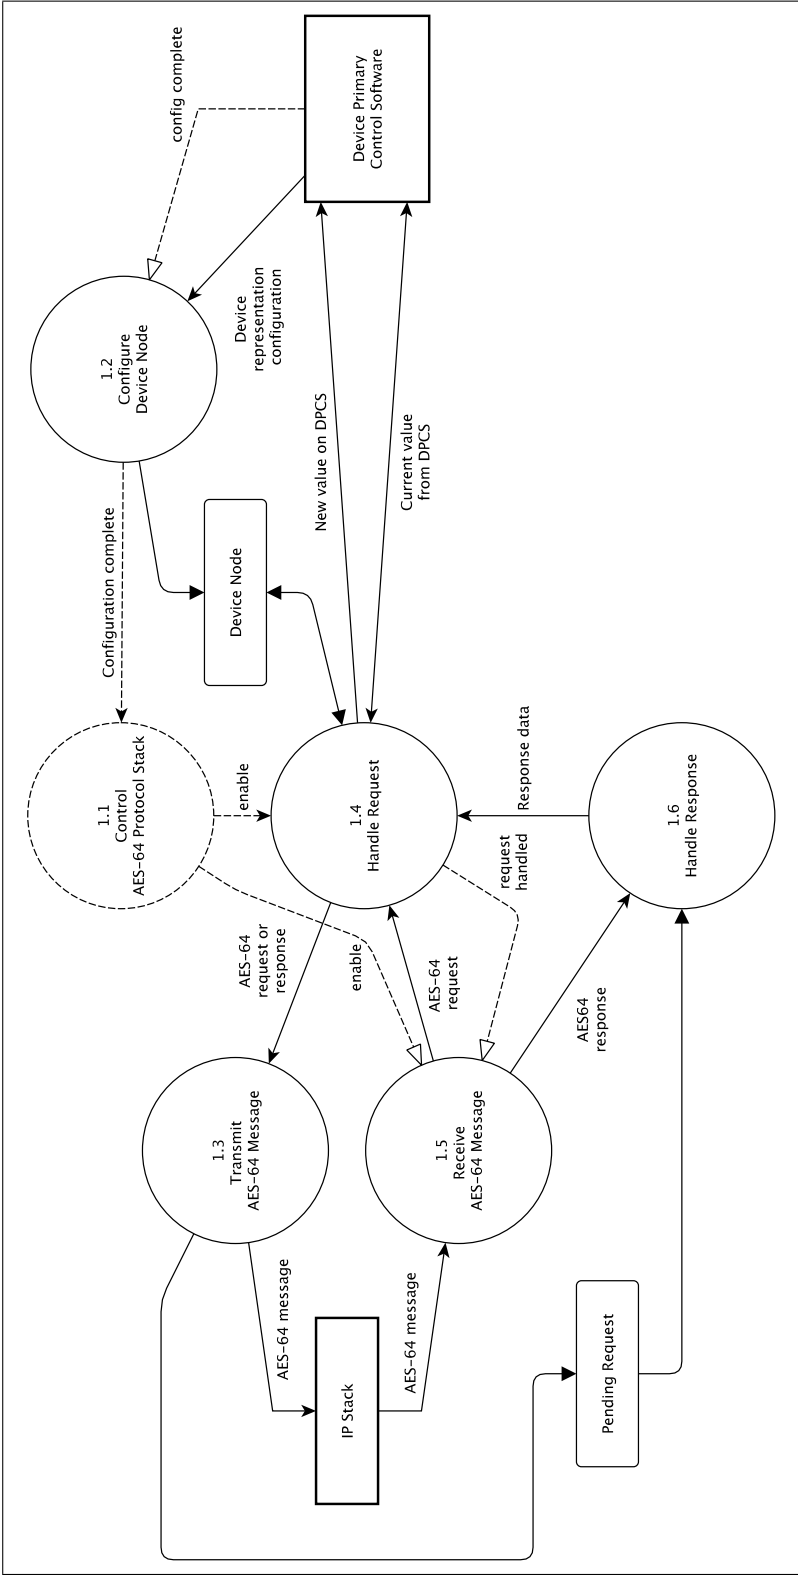 1.3
Transmit
AES-64 Message
AES-64
request or
response
1.1
Control
AES-64 Protocol Stack
Configuration complete
1.2
Configure
Device Node
config complete
AES-64 message
IP Stack
AES-64 message
enable
enable
Device Node
Device
representation
configuration
Device Primary
Control Software
1.5
Receive
AES-64 Message
AES-64
request
1.4
Handle Request
New value on DPCS
Current value
from DPCS
request
handled
Response data
Pending Request
AES64
response
1.6
Handle Response